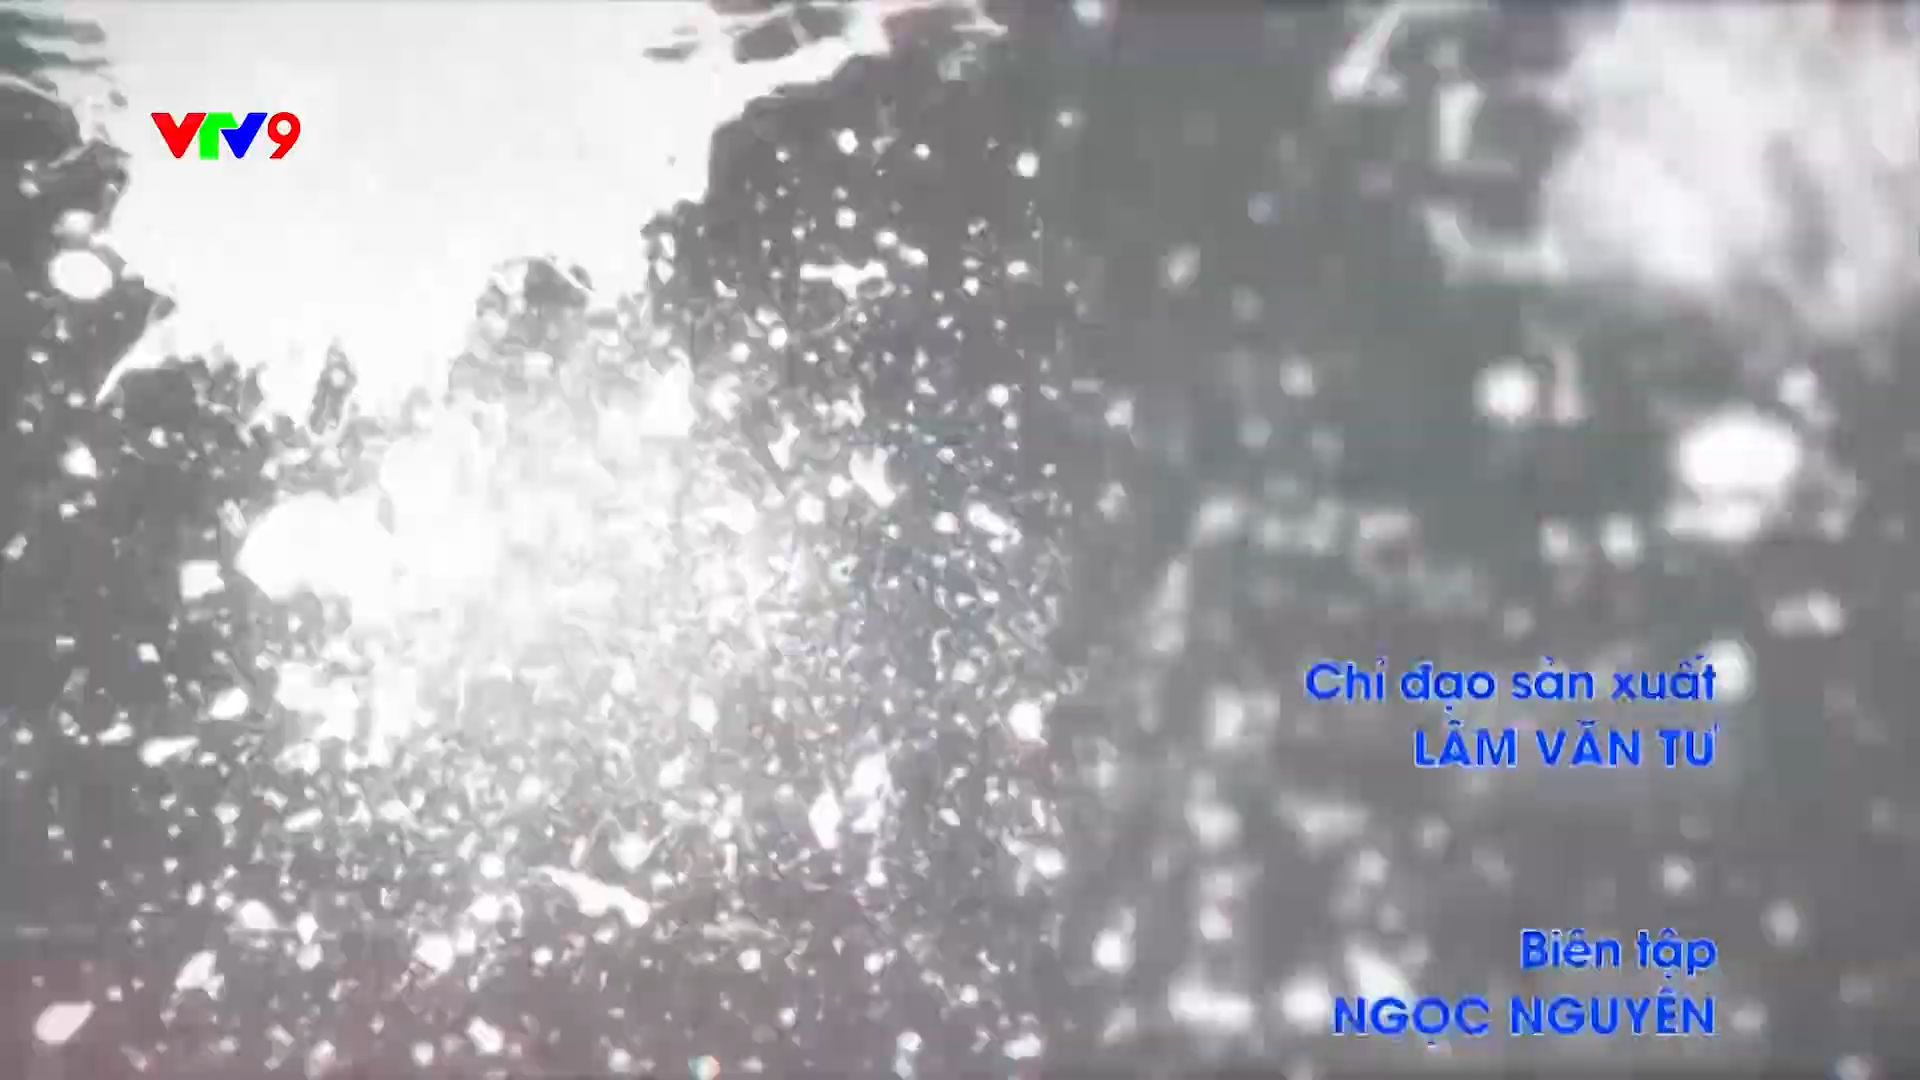 VTV9
Chỉ đạo sản xuất
LÂM VĂN TƯ
Biên tập
NGỌC NGUYÊN